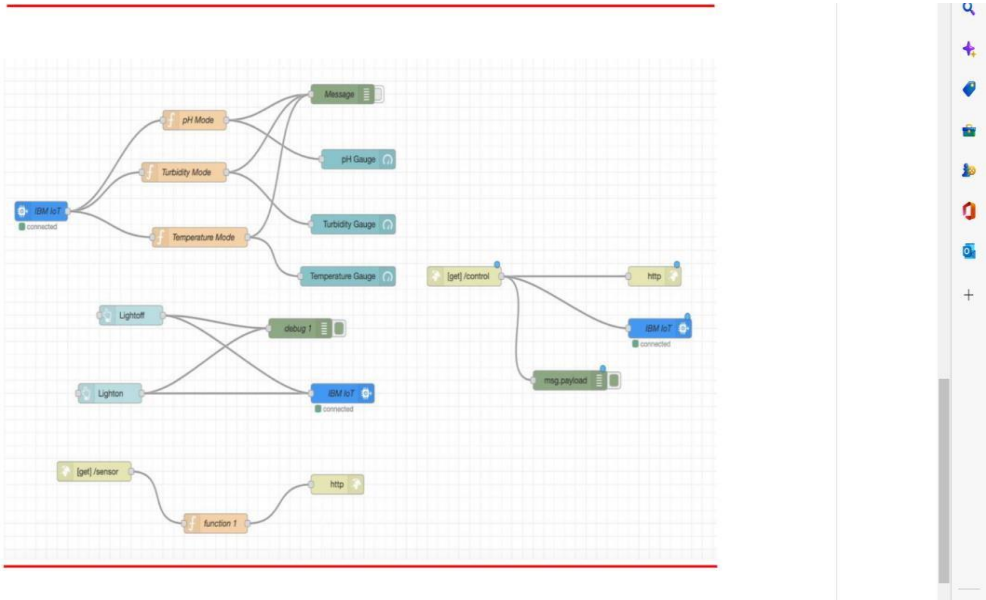 Message
pH Mode
pH Gauge
Turbidity Mode
IBM IoT
connected
Turbidity Gauge
Temperature Mode
Temperature Gauge
[get] /control
http
IBM IoT
connected
msg.payload
Lightoff
debug 1
Lighton
IBM IoT
connected
[get] /sensor
http
function 1